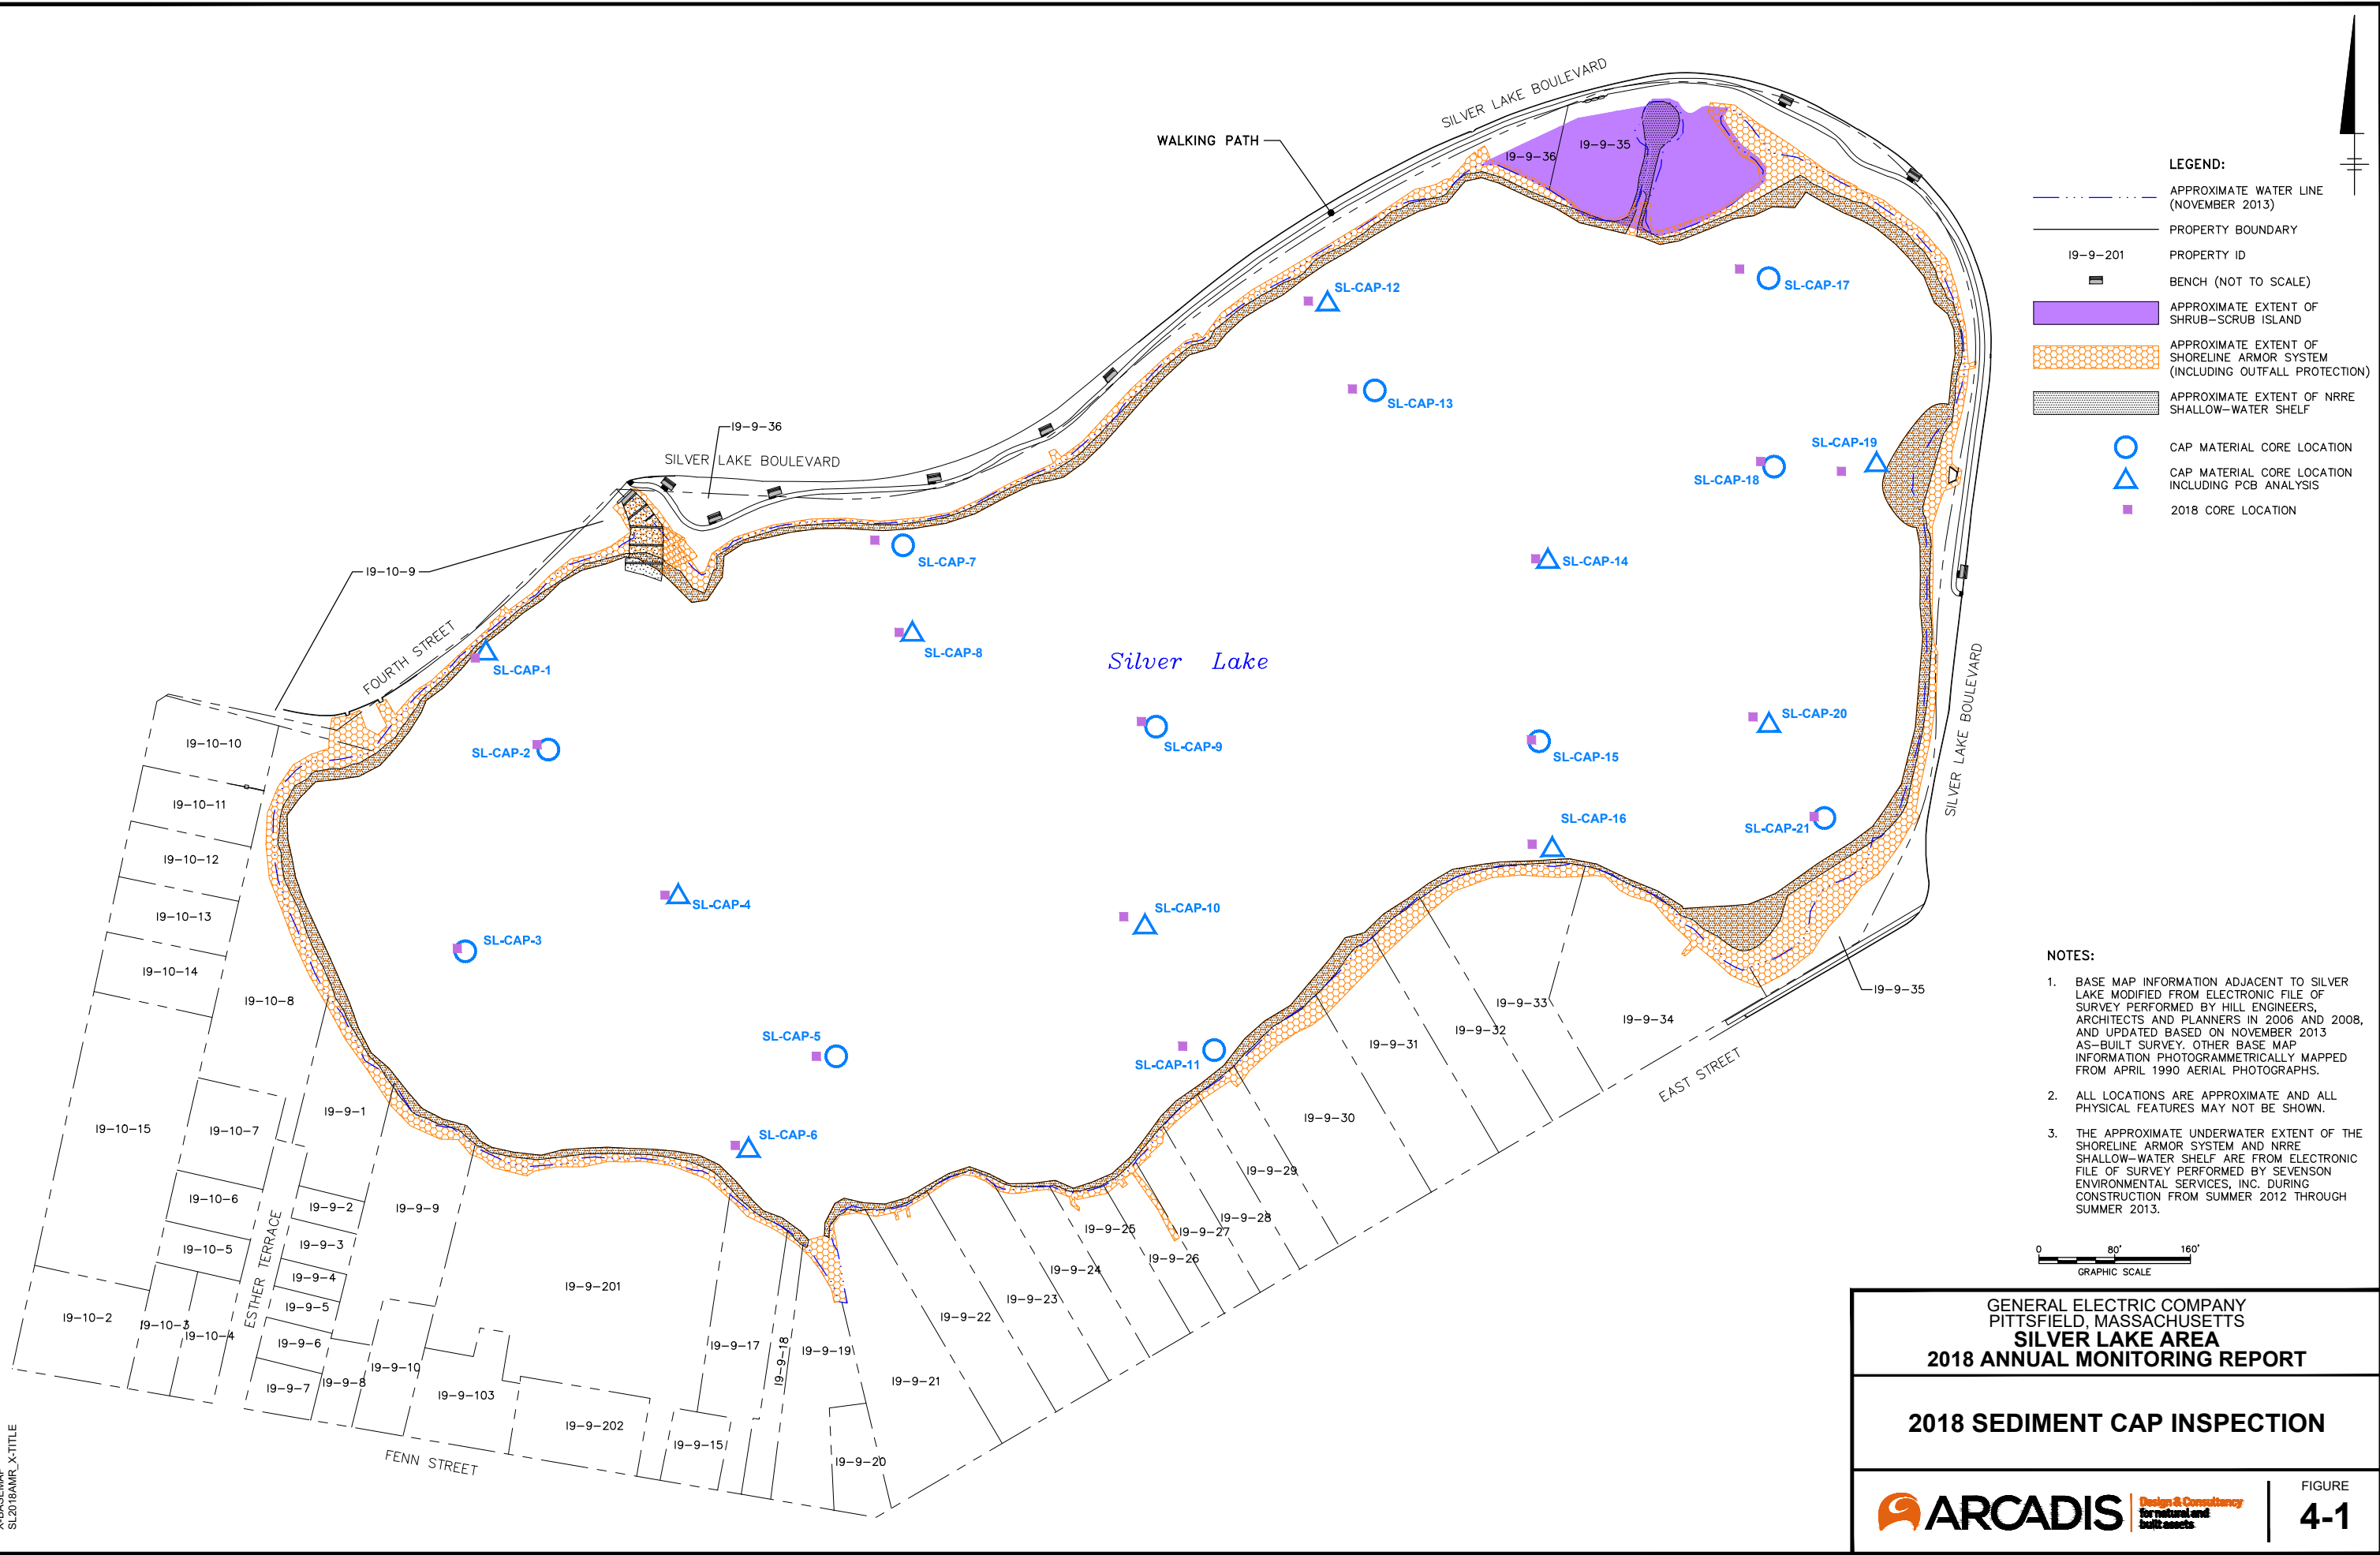 SILVER LAKE BOULEVARD
WALKING PATH
I9-9-36
I9-9-35
SL-CAP-12
SL-CAP-17
SL-CAP-13
I9-9-36
SILVER LAKE BOULEVARD
SL-CAP-19
SL-CAP-18
SL-CAP-7
SL-CAP-14
I9-10-9
FOURTH STREET
SL-CAP-1
SL-CAP-8
Silver Lake
SILVER LAKE BOULEVARD
SL-CAP-2
SL-CAP-9
SL-CAP-15
SL-CAP-20
SL-CAP-16
SL-CAP-21
SL-CAP-4
SL-CAP-10
SL-CAP-3
SL-CAP-5
SL-CAP-11
SL-CAP-6
I9-10-10
I9-10-11
I9-10-12
I9-10-13
I9-10-14
I9-10-8
I9-10-15
I9-10-7
I9-10-6
I9-10-5
I9-10-2
I9-10-3
I9-10-4
ESTHER TERRACE
I9-9-1
I9-9-2
I9-9-3
I9-9-4
I9-9-5
I9-9-6
I9-9-7
I9-9-8
I9-9-9
I9-9-10
I9-9-103
I9-9-201
I9-9-202
I9-9-15
I9-9-17
I9-9-18
I9-9-19
I9-9-20
I9-9-21
I9-9-22
I9-9-23
I9-9-24
I9-9-25
I9-9-26
I9-9-27
I9-9-28
I9-9-29
I9-9-30
I9-9-31
I9-9-32
I9-9-33
I9-9-34
I9-9-35
EAST STREET
FENN STREET
LEGEND:
APPROXIMATE WATER LINE
(NOVEMBER 2013)
PROPERTY BOUNDARY
I9-9-201 PROPERTY ID
BENCH (NOT TO SCALE)
APPROXIMATE EXTENT OF
SHRUB-SCRUB ISLAND
APPROXIMATE EXTENT OF
SHORELINE ARMOR SYSTEM
(INCLUDING OUTFALL PROTECTION)
APPROXIMATE EXTENT OF NRRE
SHALLOW-WATER SHELF
CAP MATERIAL CORE LOCATION
CAP MATERIAL CORE LOCATION
INCLUDING PCB ANALYSIS
2018 CORE LOCATION
NOTES:
1. BASE MAP INFORMATION ADJACENT TO SILVER
LAKE MODIFIED FROM ELECTRONIC FILE OF
SURVEY PERFORMED BY HILL ENGINEERS,
ARCHITECTS AND PLANNERS IN 2006 AND 2008,
AND UPDATED BASED ON NOVEMBER 2013
AS-BUILT SURVEY. OTHER BASE MAP
INFORMATION PHOTOGRAMMETRICALLY MAPPED
FROM APRIL 1990 AERIAL PHOTOGRAPHS.
2. ALL LOCATIONS ARE APPROXIMATE AND ALL
PHYSICAL FEATURES MAY NOT BE SHOWN.
3. THE APPROXIMATE UNDERWATER EXTENT OF THE
SHORELINE ARMOR SYSTEM AND NRRE
SHALLOW-WATER SHELF ARE FROM ELECTRONIC
FILE OF SURVEY PERFORMED BY SEVENSON
ENVIRONMENTAL SERVICES, INC. DURING
CONSTRUCTION FROM SUMMER 2012 THROUGH
SUMMER 2013.
0 80' 160'
GRAPHIC SCALE
GENERAL ELECTRIC COMPANY
PITTSFIELD, MASSACHUSETTS
SILVER LAKE AREA
2018 ANNUAL MONITORING REPORT
2018 SEDIMENT CAP INSPECTION
ARCADIS
Design & Consultancy
for natural and
built assets
FIGURE
4-1
SL2018AMR_X-TITLE